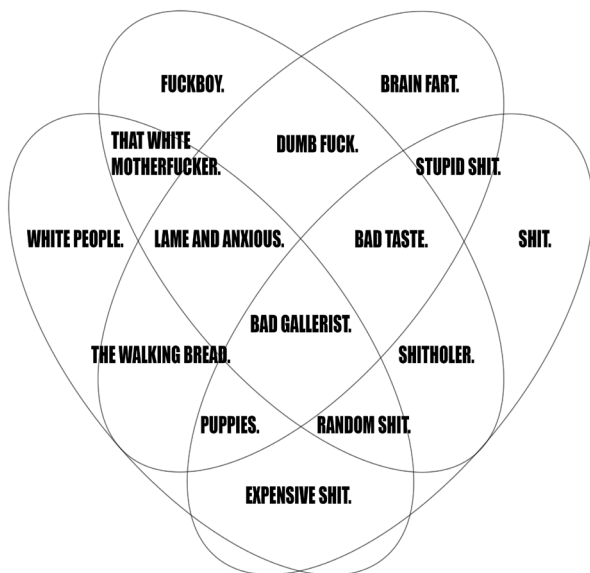 FUCKBOY.
BRAIN FART.
THAT WHITE
MOTHERFUCKER.
DUMB FUCK.
STUPID SHIT.
WHITE PEOPLE.
LAME AND ANXIOUS.
BAD TASTE.
SHIT.
BAD GALLERIST.
THE WALKING BREAD.
SHITHOLER.
PUPPIES.
RANDOM SHIT.
EXPENSIVE SHIT.